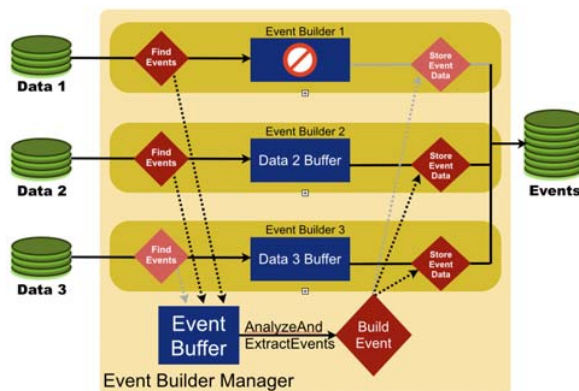 Event Builder 1
Find
Events
Store
Event
Data
Data 1
Event Builder 2
Find
Events
Data 2 Buffer
Store
Event
Data
Data 2
Events
Event Builder 3
Find
Events
Data 3 Buffer
Store
Event
Data
Data 3
Event
Buffer
AnalyzeAnd
ExtractEvents
Build
Event
Event Builder Manager